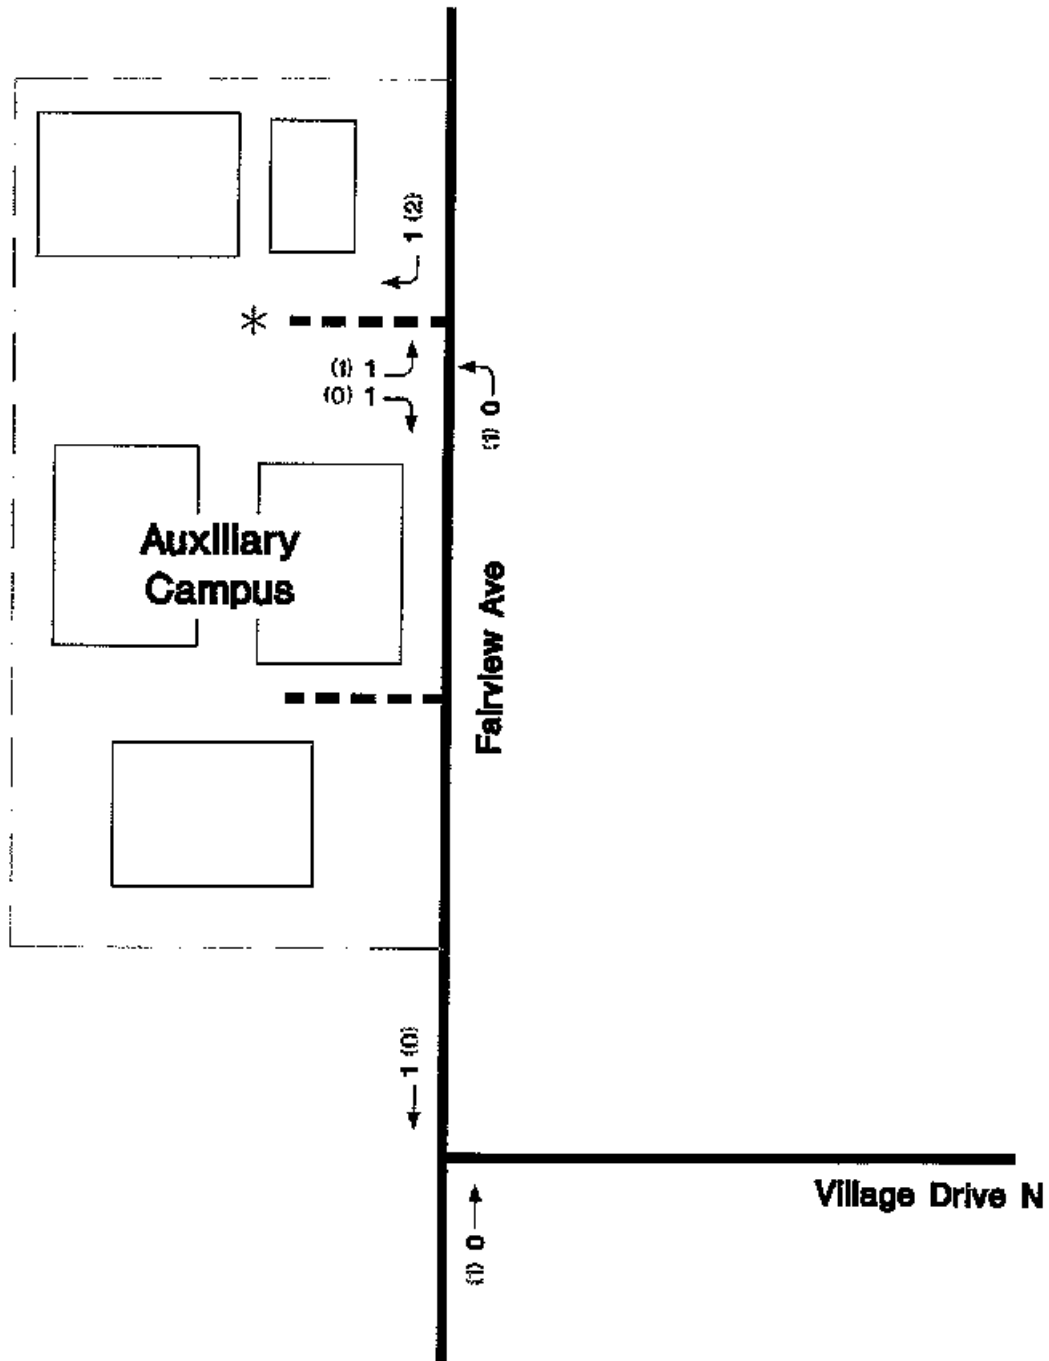 1 (2)
*
(1) 1
(0) 1
(1) 0
Auxiliary
Campus
Fairview Ave
1 (0)
Village Drive N
(1) 0